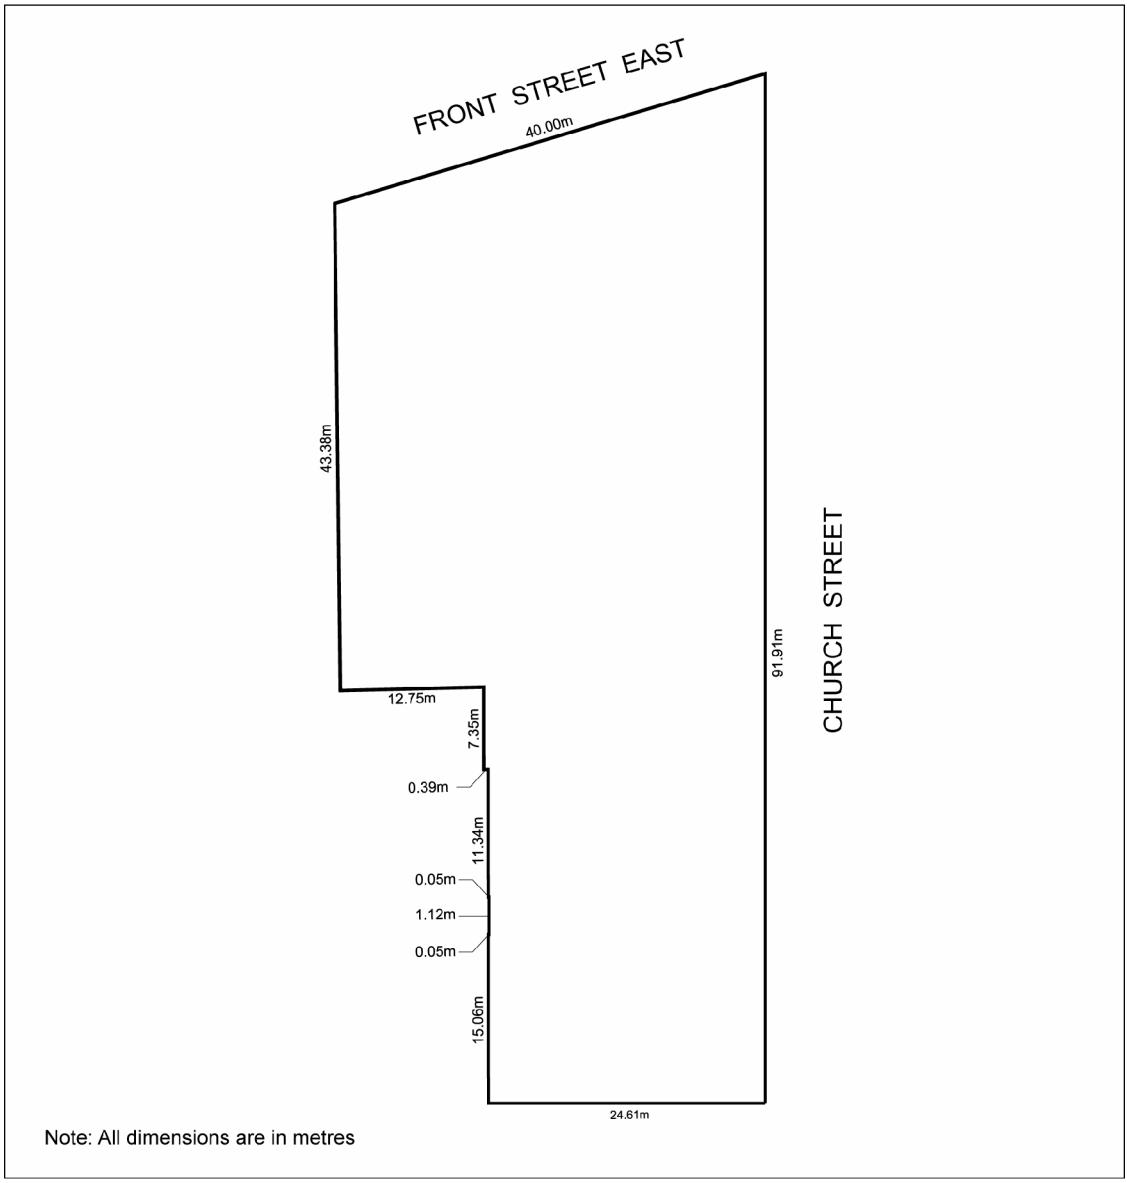 FRONT STREET EAST
40.00m
43.38m
CHURCH STREET
91.91m
12.75m
7.35m
0.39m
11.34m
0.05m
1.12m
0.05m
15.06m
24.61m
Note: All dimensions are in metres